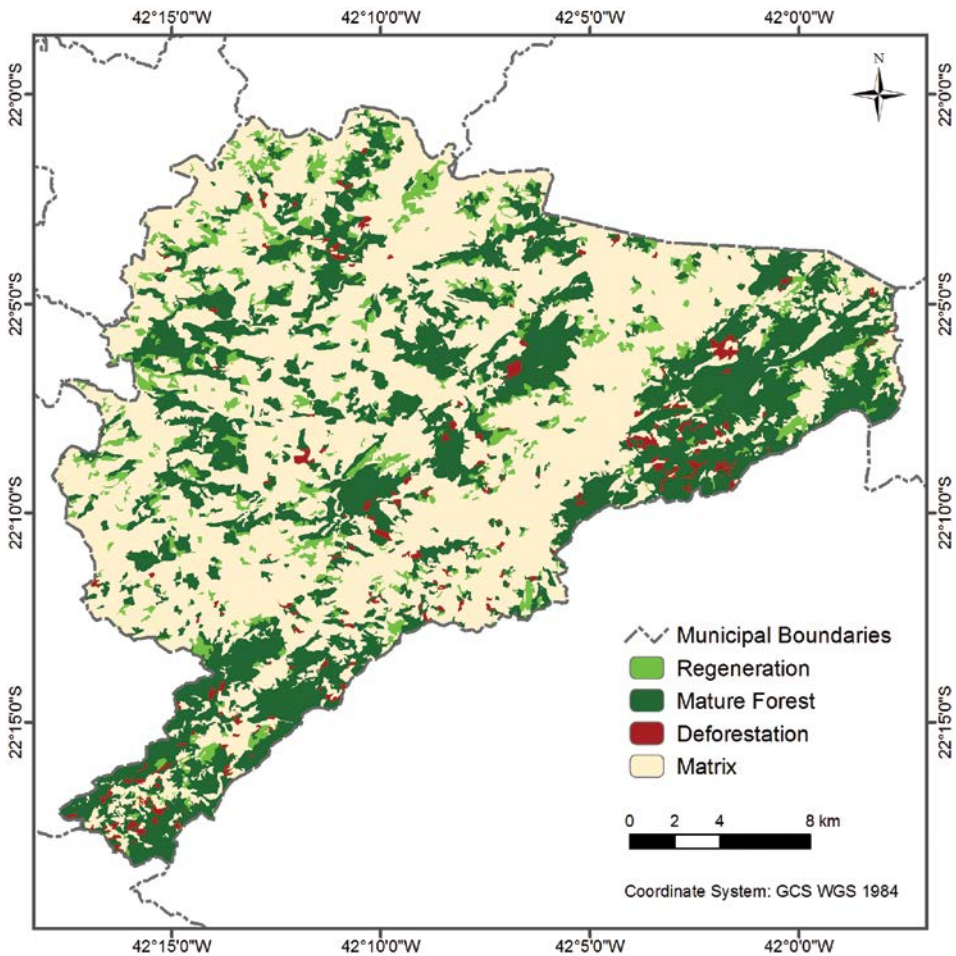 42°15'0"W 42°10'0"W 42°5'0"W 42°0'0"W
N
22°0'0"S 22°0'0"S
22°5'0"S 22°5'0"S
22°10'0"S 22°10'0"S
22°15'0"S 22°15'0"S
Municipal Boundaries
Regeneration
Mature Forest
Deforestation
Matrix
0 2 4 8 km
Coordinate System: GCS WGS 1984
42°15'0"W 42°10'0"W 42°5'0"W 42°0'0"W